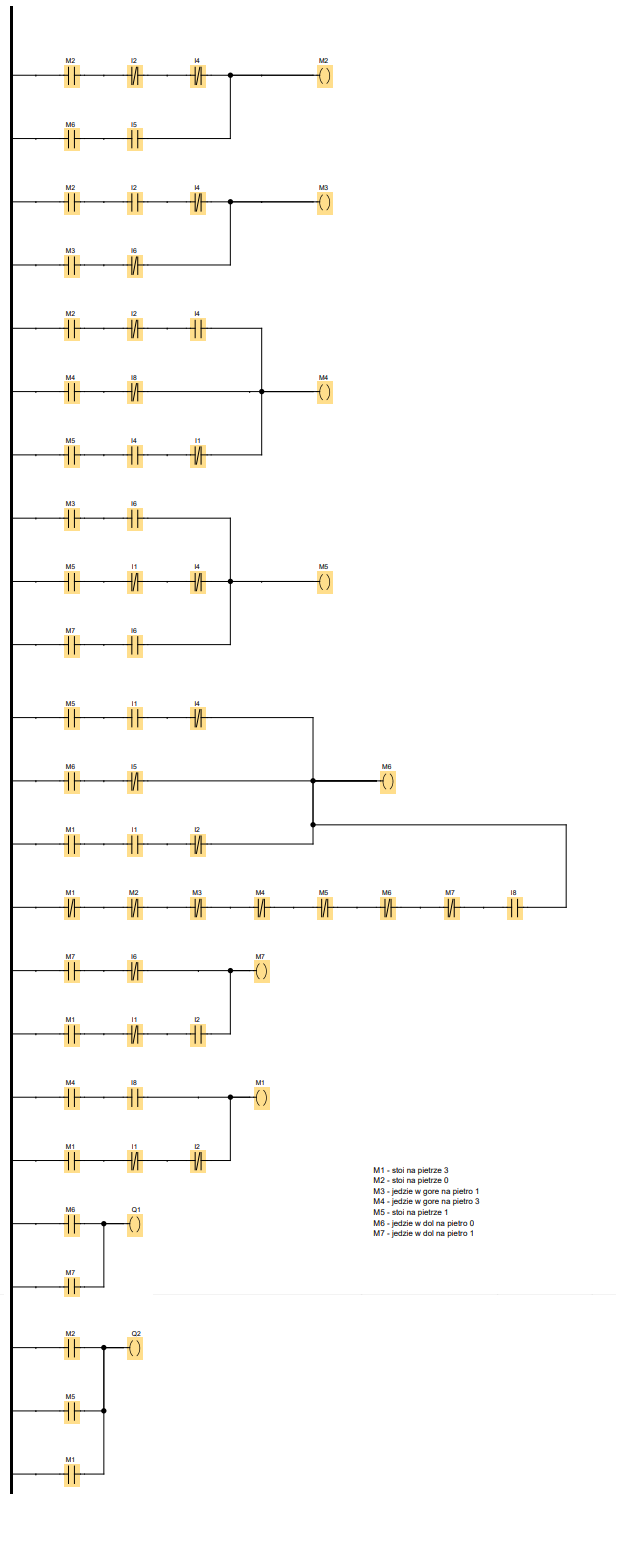 M2 I2 I4 M2
M6 I5
M2 I2 I4 M3
M3 I6
M2 I2 I4
M4 I8 M4
M5 I4 I1
M3 I6
M5 I1 I4 M5
M7 I6
M5 I1 I4
M6 I5 M6
M1 I1 I2
M1 M2 M3 M4 M5 M6 M7 I8
M7 I6 M7
M1 I1 I2
M4 I8 M1
M1 I1 I2
M1 - stoi na pietrze 3
M2 - stoi na pietrze 0
M3 - jedzie w gore na pietro 1
M4 - jedzie w gore na pietro 3
M5 - stoi na pietrze 1
M6 - jedzie w dol na pietro 0
M7 - jedzie w dol na pietro 1
M6 Q1
M7
M2 Q2
M5
M1